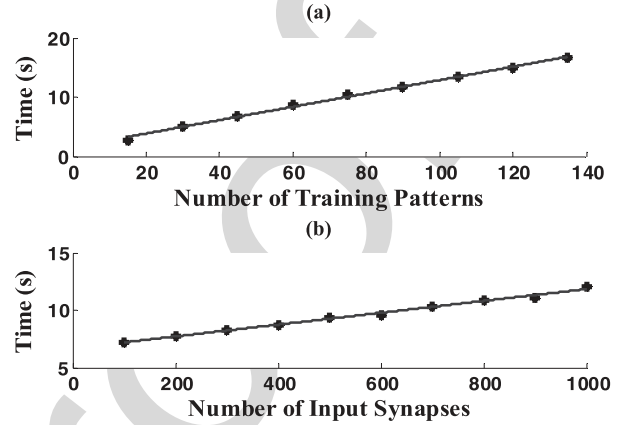 (a)
20
10
0
Time (s)
0 20 40 60 80 100 120 140
Number of Training Patterns
(b)
15
10
5
Time (s)
0 200 400 600 800 1000
Number of Input Synapses